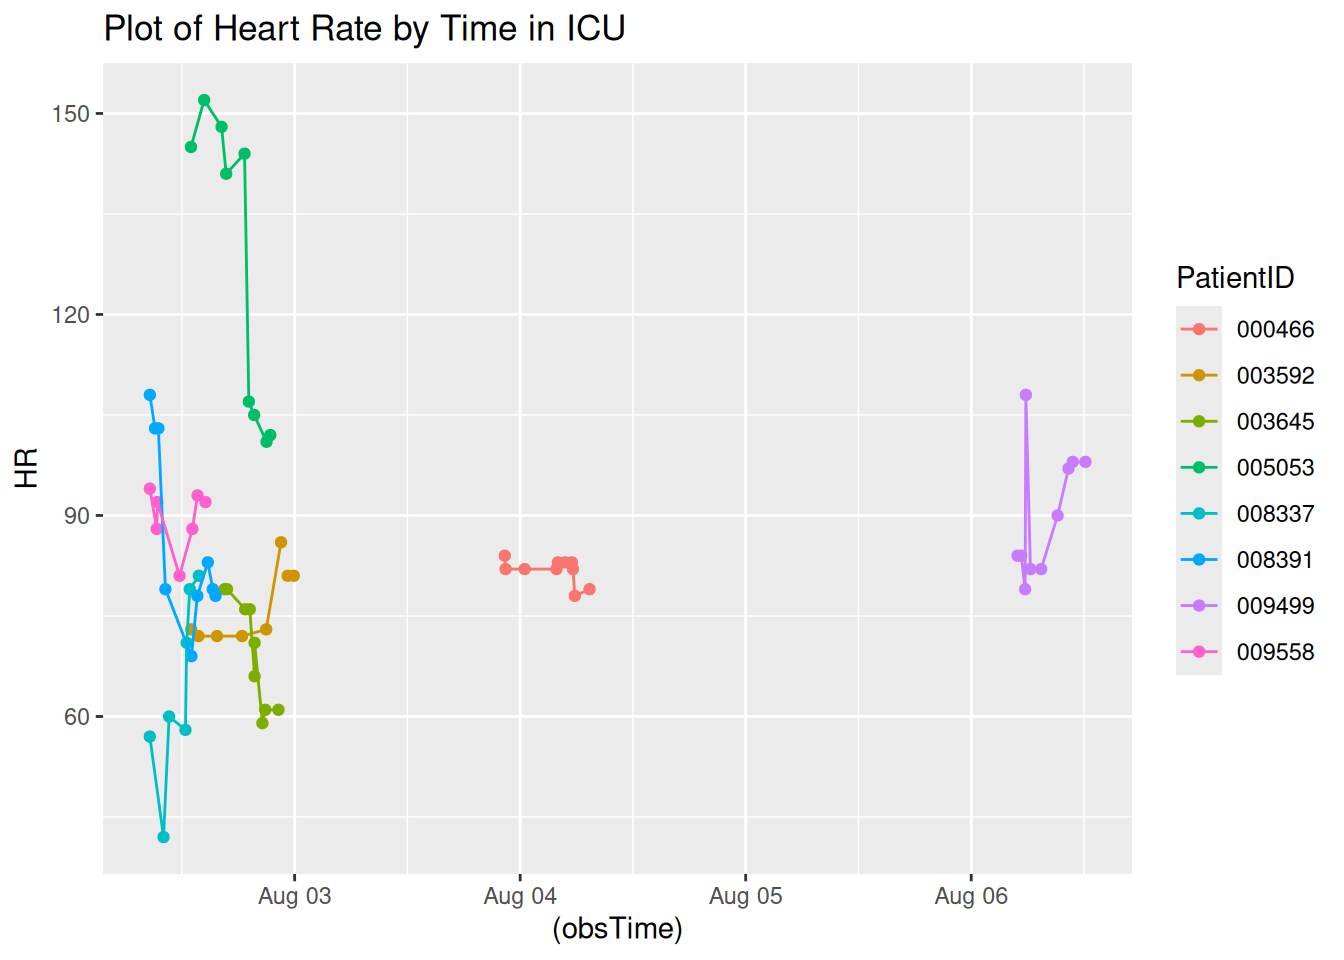 Plot of Heart Rate by Time in ICU
150
120
90
60
HR
Aug 03
Aug 04
Aug 05
Aug 06
(obsTime)
PatientID
000466
003592
003645
005053
008337
008391
009499
009558